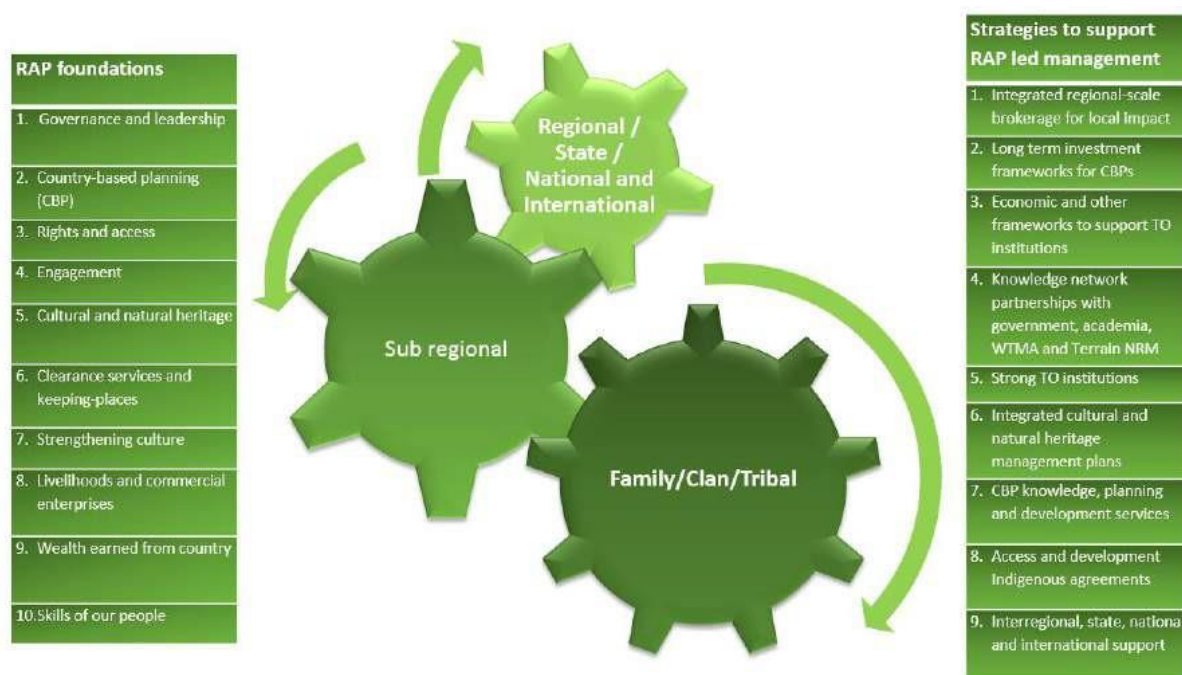 RAP foundations
1. Governance and leadership
2. Country-based planning
(CBP)
3. Rights and access
4. Engagement
5. Cultural and natural heritage
6. Clearance services and
keeping-places
7. Strengthening culture
8. Livelihoods and commercial
enterprises
9. Wealth earned from country
10.Skills of our people
Regional /
State /
National and
International
Sub regional
Family/Clan/Tribal
Strategies to support
RAP led management
1. Integrated regional-scale
brokerage for local impact
2. Long term investment
frameworks for CBPs
3. Economic and other
frameworks to support TO
institutions
4. Knowledge network
partnerships with
government, academia,
WTMA and Terrain NRM
5. Strong TO institutions
6. Integrated cultural and
natural heritage
management plans
7. CBP knowledge, planning
and development services
8. Access and development
Indigenous agreements
9. Interregional, state, nationa
and international support